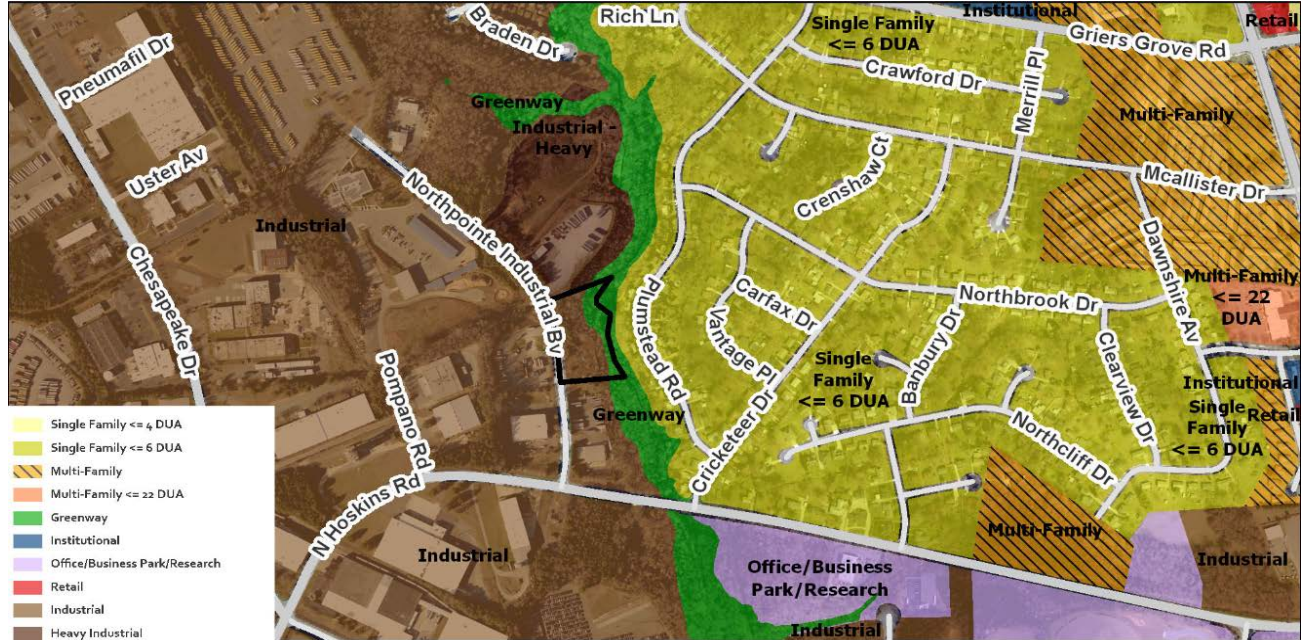 Rich Ln
Single Family
<= 6 DUA
Institutional
Retail
Griers Grove Rd
Braden Dr
Pneumafil Dr
Crawford Dr
Merrill Pl
Greenway
Industrial -
Heavy
Multi-Family
Mcallister Dr
Uster Av
Northpointe Industrial Bv
Crenshaw Ct
Industrial
Chesapeake Dr
Dawnshire Av
Multi-Family
<= 22
DUA
Carfax Dr
Northbrook Dr
Plumstead Rd
Vantage Pl
Banbury Dr
Clearview Dr
Pompano Rd
Single
Family
<= 6 DUA
Institutional
Single
Family
<= 6 DUA
Retail
Greenway
Cricketeer Dr
Northcliff Dr
N Hoskins Rd
Multi-Family
Industrial
Industrial
Office/Business
Park/Research
Industrial
Single Family <= 4 DUA
Single Family <= 6 DUA
Multi-Family
Multi-Family <= 22 DUA
Greenway
Institutional
Office/Business Park/Research
Retail
Industrial
Heavy Industrial